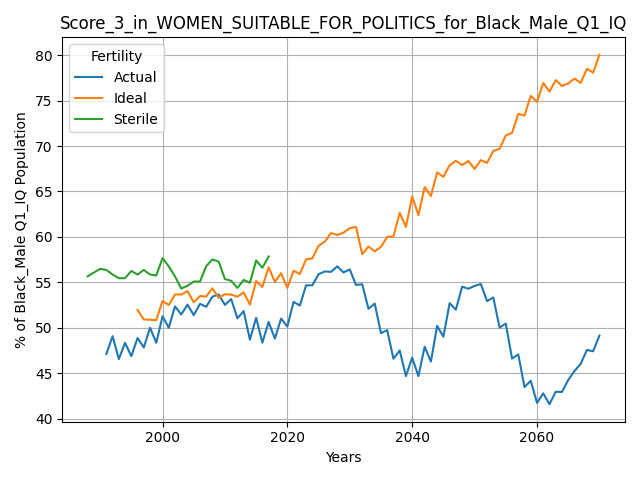 Score_3_in_WOMEN_SUITABLE_FOR_POLITICS_for_Black_Male_Q1_IQ
Fertility
Actual
Ideal
Sterile
% of Black_Male Q1_IQ Population
80
75
70
65
60
55
50
45
40
2000
2020
2040
2060
Years